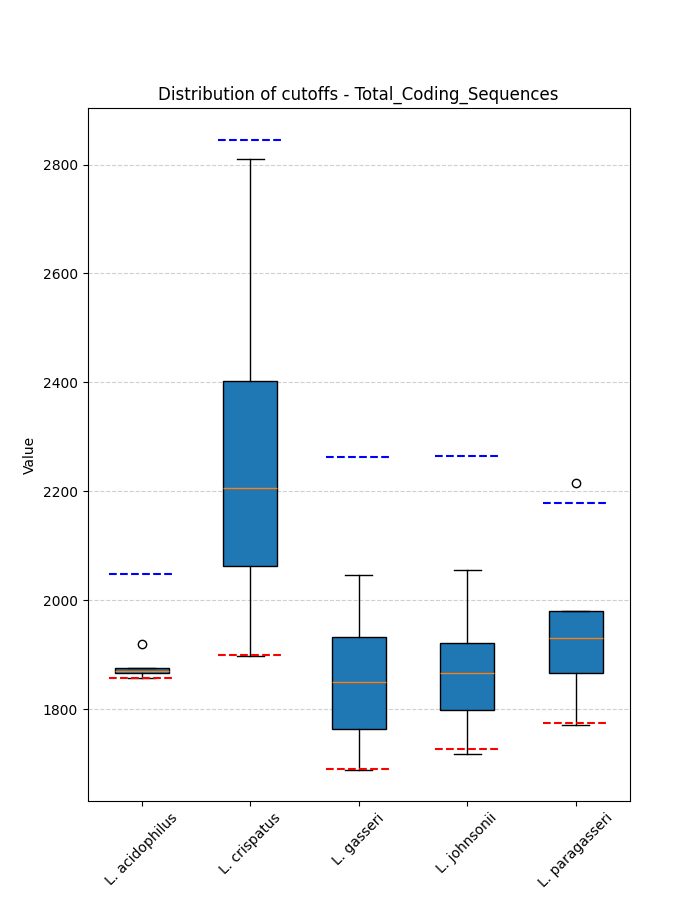 Distribution of cutoffs - Total_Coding_Sequences
Value
2800
2600
2400
2200
2000
1800
L. acidophilus
L. crispatus
L. gasseri
L. johnsonii
L. paragasseri